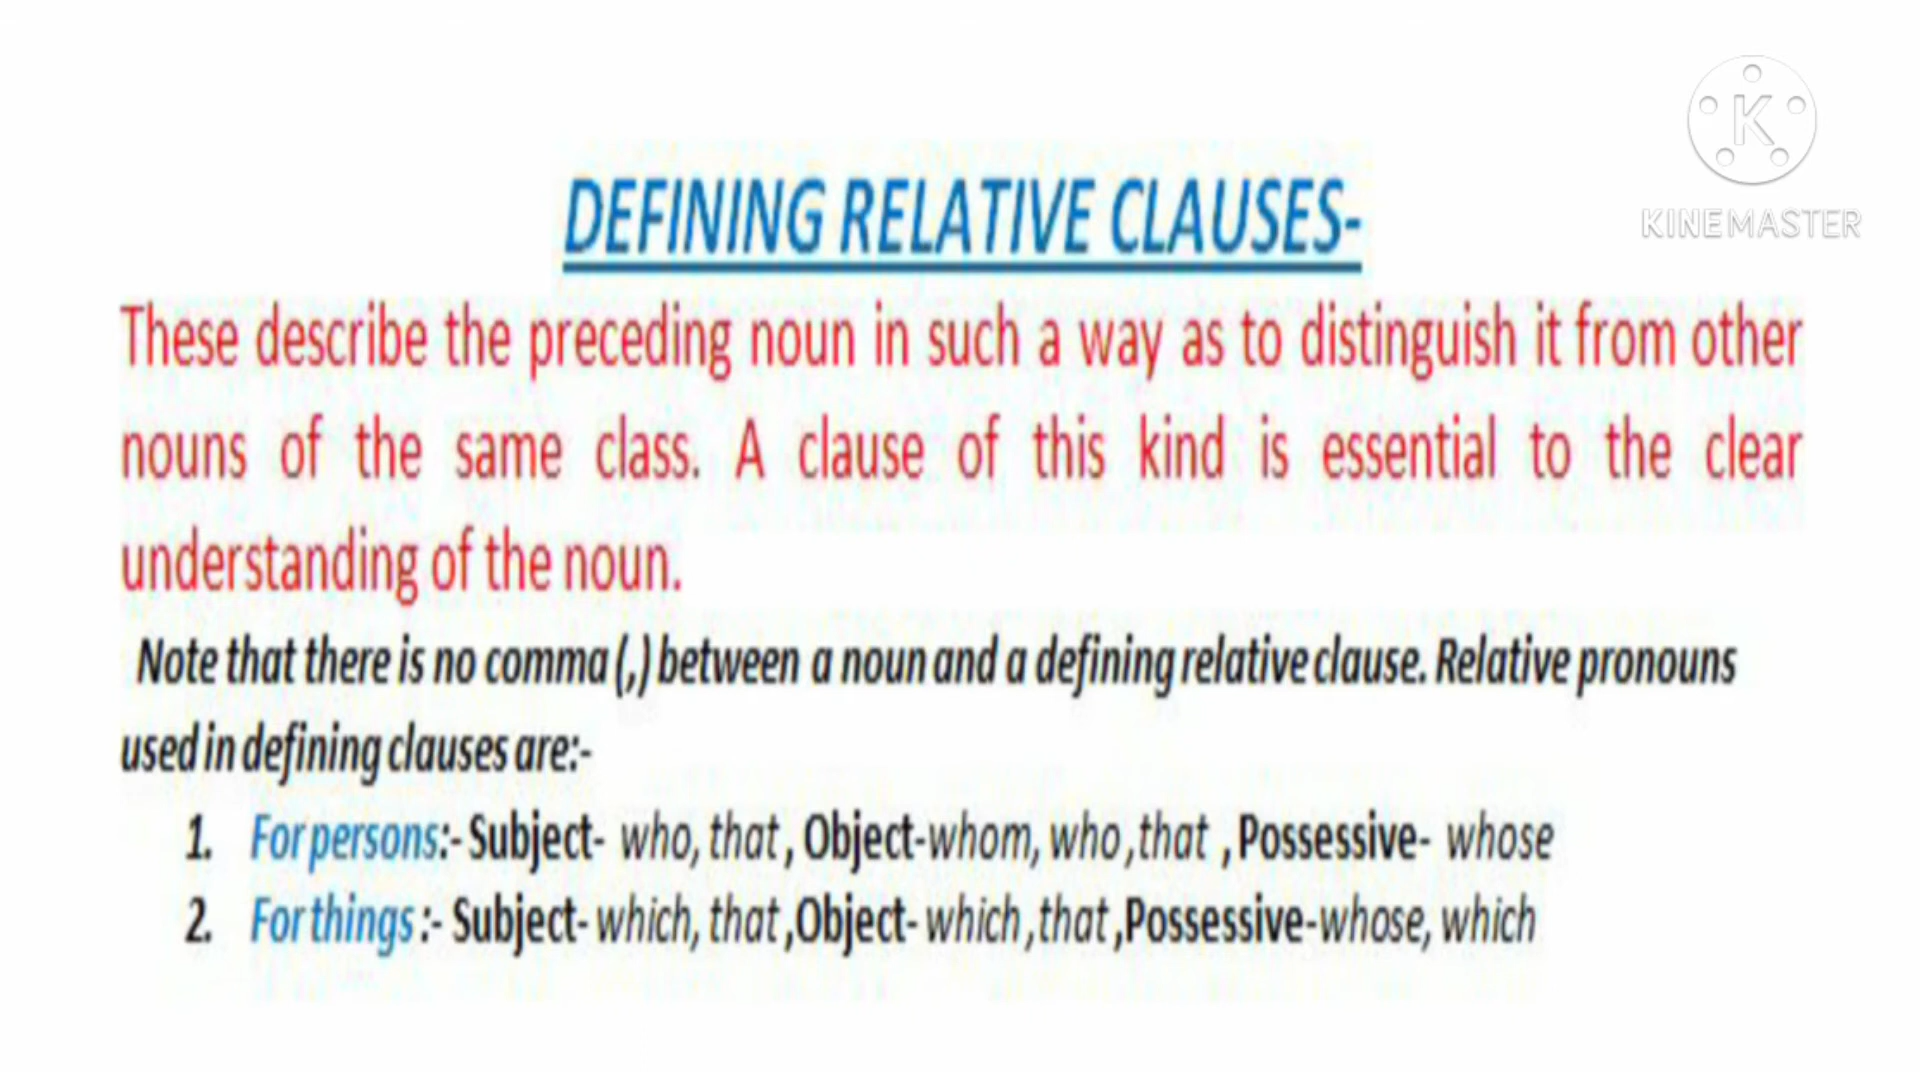 K
KINEMASTER
DEFINING RELATIVE CLAUSES-
These describe the preceding noun in such a way as to distinguish it from other
nouns of the same class. A clause of this kind is essential to the clear
understanding of the noun.
Note that there is no comma (,) between a noun and a defining relative clause. Relative pronouns
used in defining clauses are:-
1. For persons:- Subject- who, that , Object-whom, who ,that , Possessive- whose
2. For things :- Subject- which, that ,Object- which ,that ,Possessive-whose, which